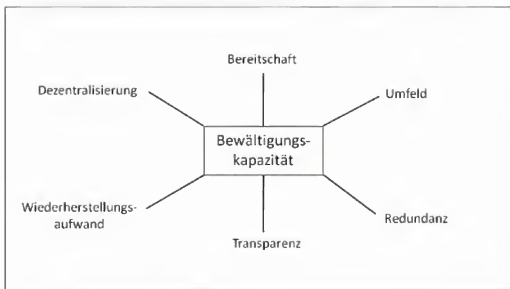 Bereitschaft
Dezentralisierung
Umfeld
Bewältigungs-
kapazität
Wiederherstellungs-
aufwand
Redundanz
Transparenz